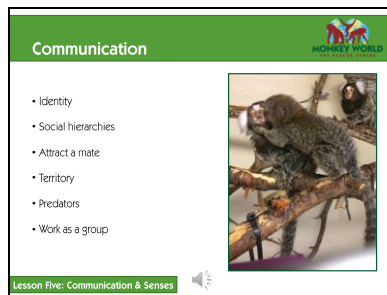 Communication
MONKEY WORLD
APE RESCUE CENTRE
• Identity
• Social hierarchies
• Attract a mate
• Territory
• Predators
• Work as a group
Lesson Five: Communication & Senses